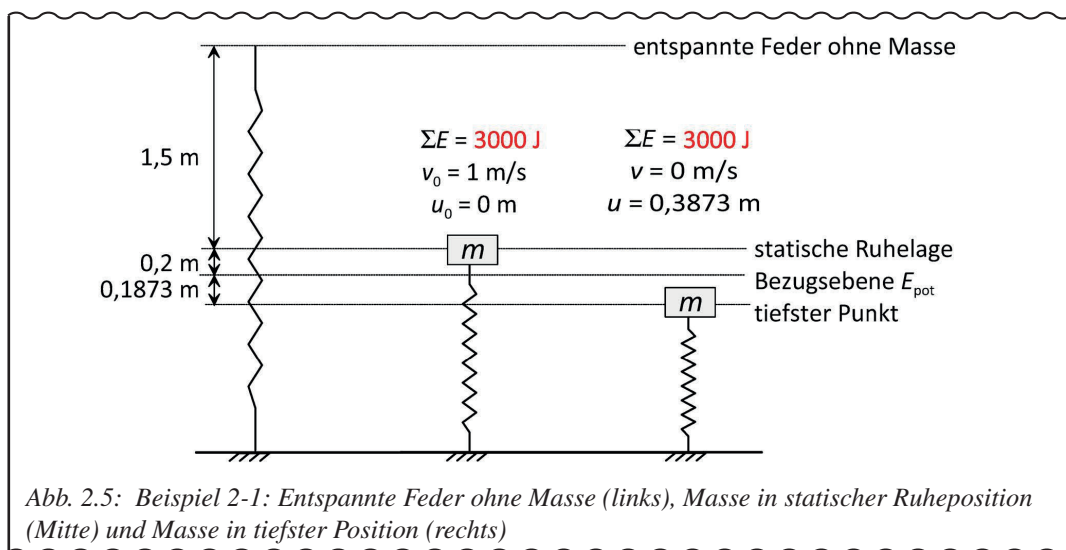 entspannte Feder ohne Masse
1,5 m
ΣE = 3000 J
v₀ = 1 m/s
u₀ = 0 m
ΣE = 3000 J
v = 0 m/s
u = 0,3873 m
m
statische Ruhelage
0,2 m
Bezugsebene Eₚₒₜ
0,1873 m
m
tiefster Punkt
Abb. 2.5: Beispiel 2-1: Entspannte Feder ohne Masse (links), Masse in statischer Ruheposition
(Mitte) und Masse in tiefster Position (rechts)